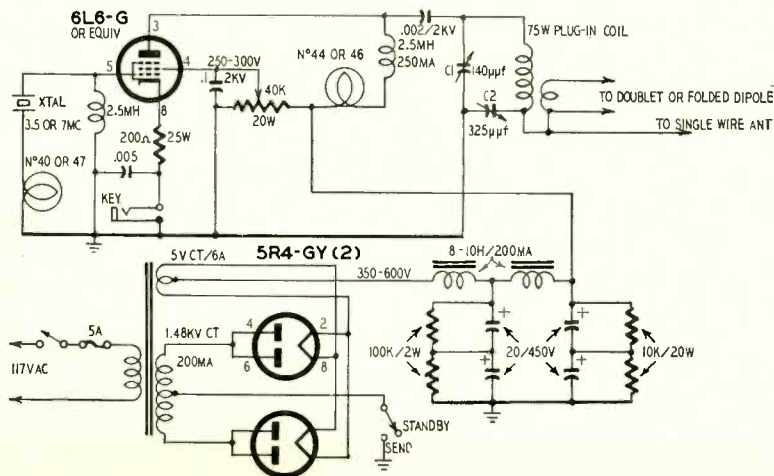 6L6-G
OR EQUIV
3
5
4
8
250-300V
.1
2KV
40K
20W
Nº44 OR 46
2.5MH
250MA
.002/2KV
C1
140µµf
C2
325µµf
75W PLUG-IN COIL
TO DOUBLET OR FOLDED DIPOLE
TO SINGLE WIRE ANT
XTAL
3.5 OR 7MC
2.5MH
200Ω
25W
.005
Nº40 OR 47
KEY
5V CT/6A
5R4-GY (2)
350-600V
8-10H/200MA
5A
117VAC
1.48KV CT
200MA
4
6
2
8
100K/2W
+
+
20/450V
+
+
10K/20W
STANDBY
SEND